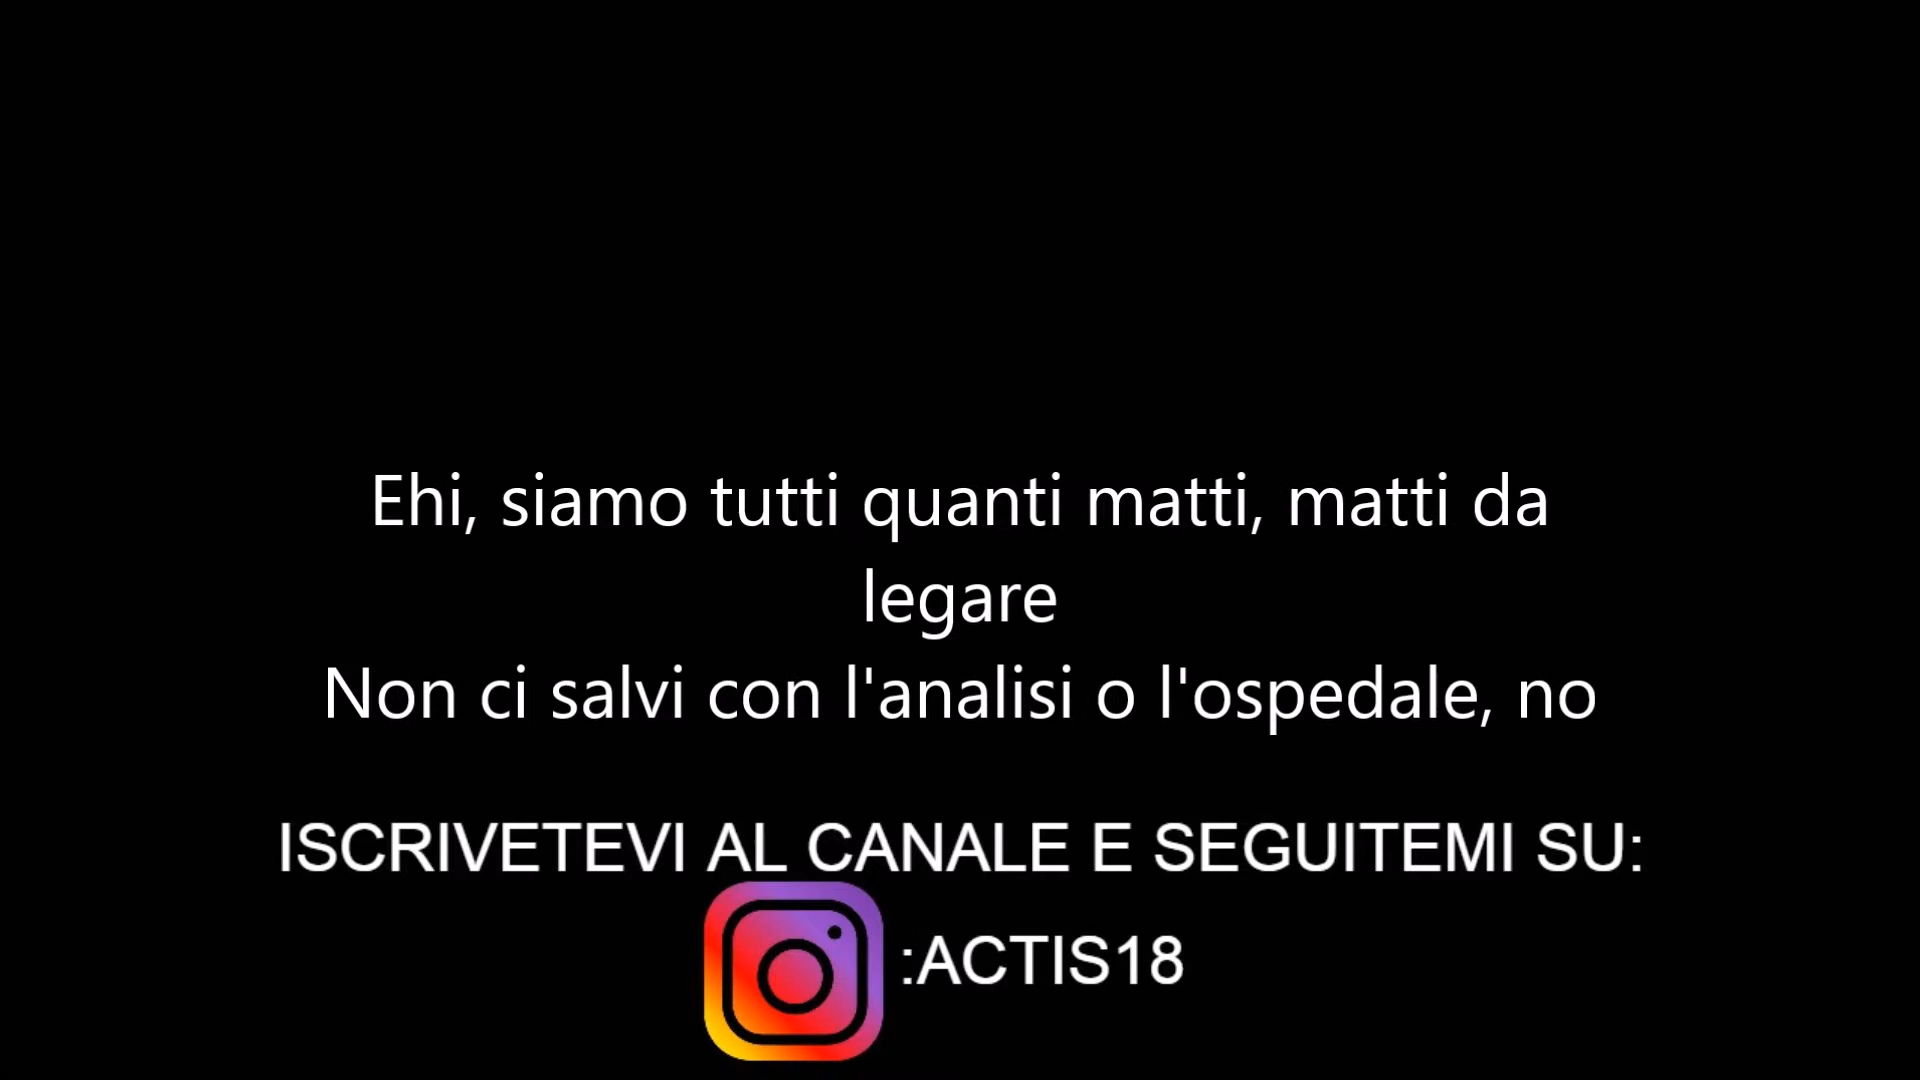 Ehi, siamo tutti quanti matti, matti da
legare
Non ci salvi con l'analisi o l'ospedale, no
ISCRIVETEVI AL CANALE E SEGUITEMI SU:
:ACTIS18